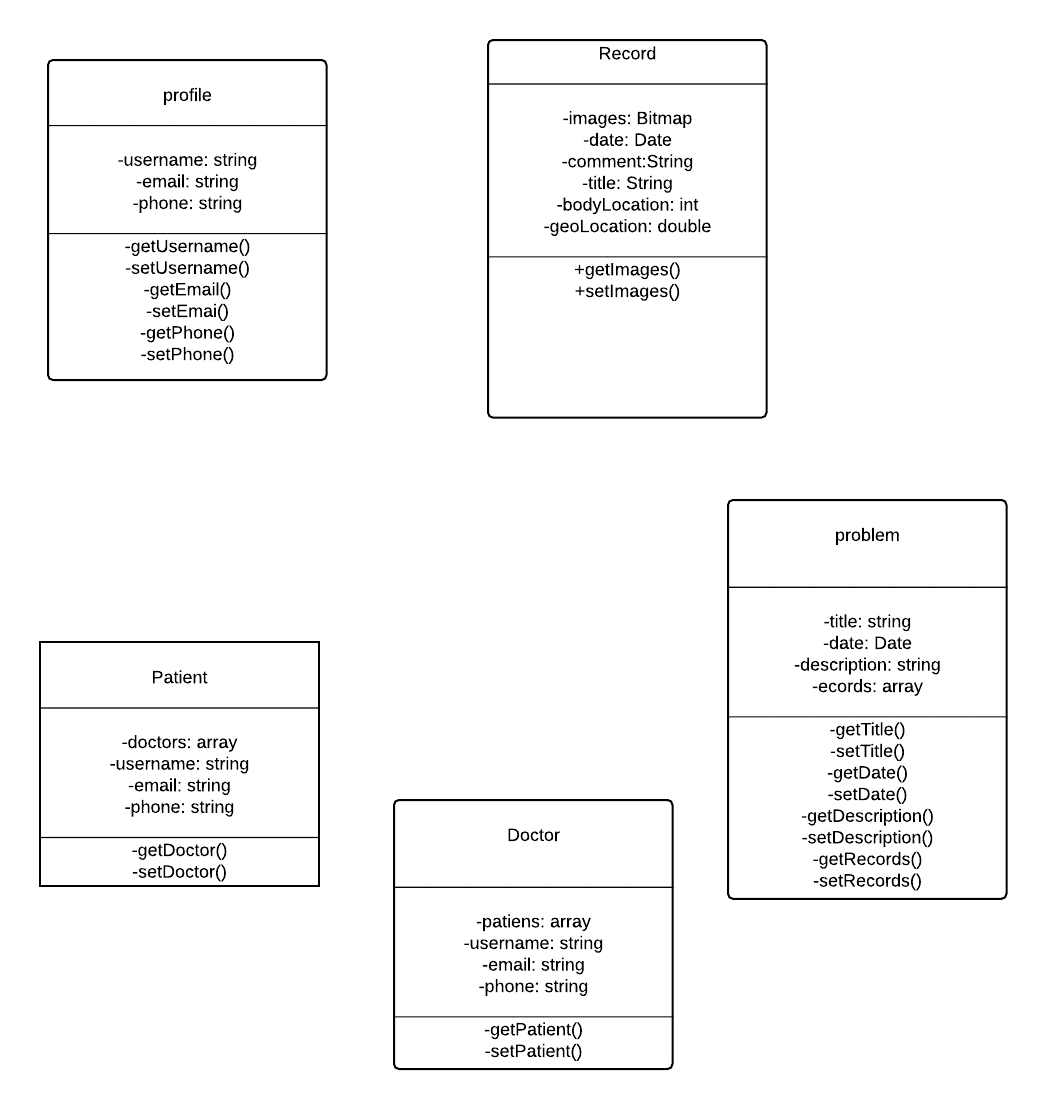 profile
-username: string
-email: string
-phone: string
-getUsername()
-setUsername()
-getEmail()
-setEmai()
-getPhone()
-setPhone()
Record
-images: Bitmap
-date: Date
-comment:String
-title: String
-bodyLocation: int
-geoLocation: double
+getImages()
+setImages()
problem
-title: string
-date: Date
-description: string
-ecords: array
-getTitle()
-setTitle()
-getDate()
-setDate()
-getDescription()
-setDescription()
-getRecords()
-setRecords()
Patient
-doctors: array
-username: string
-email: string
-phone: string
-getDoctor()
-setDoctor()
Doctor
-patiens: array
-username: string
-email: string
-phone: string
-getPatient()
-setPatient()